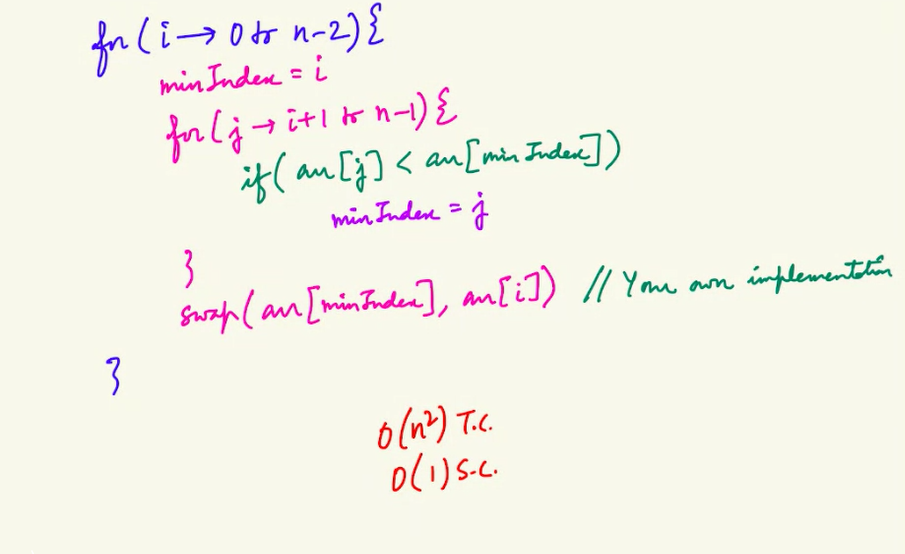 for(i→ 0 to n-2){
minIndex = i
for(j → i+1 to n-1){
if(arr[j] < arr[minIndex])
minIndex = j
}
swap(arr[minIndex], arr[i]) // Your own implementation
}
O(n²) T.C.
O(1) S.C.